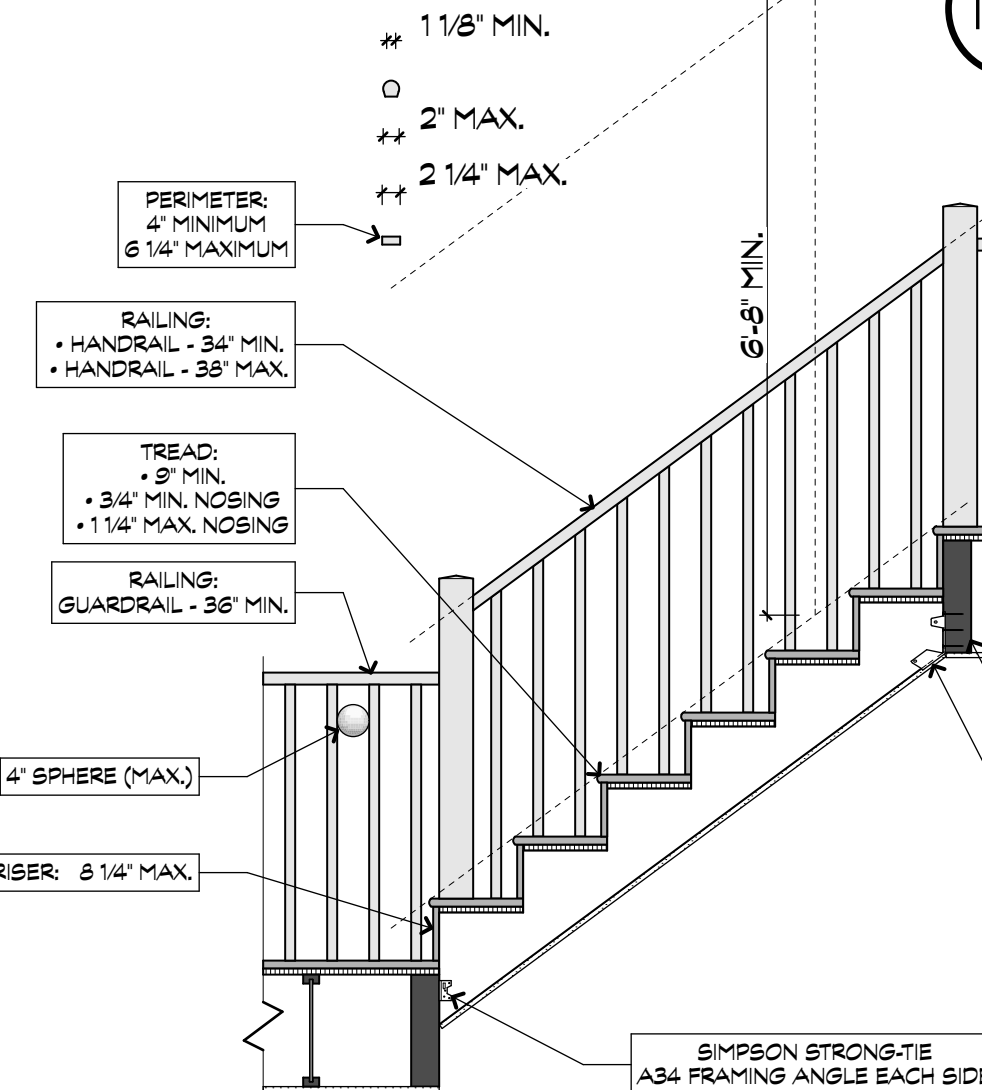 1 1/8" MIN.
2" MAX.
2 1/4" MAX.
PERIMETER:
4" MINIMUM
6 1/4" MAXIMUM
6'-8" MIN.
RAILING:
• HANDRAIL - 34" MIN.
• HANDRAIL - 38" MAX.
TREAD:
• 9" MIN.
• 3/4" MIN. NOSING
• 1 1/4" MAX. NOSING
RAILING:
GUARDRAIL - 36" MIN.
4" SPHERE (MAX.)
RISER: 8 1/4" MAX.
SIMPSON STRONG-TIE
A34 FRAMING ANGLE EACH SIDE